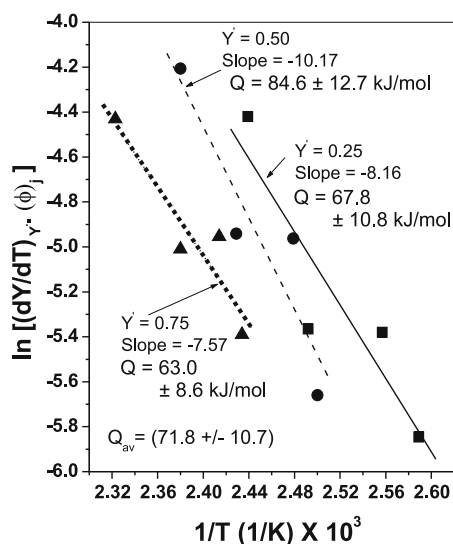 Y' = 0.50
Slope = -10.17
Q = 84.6 ± 12.7 kJ/mol
Y' = 0.25
Slope = -8.16
Q = 67.8
± 10.8 kJ/mol
Y' = 0.75
Slope = -7.57
Q = 63.0
± 8.6 kJ/mol
Qav = (71.8 +/- 10.7)
ln [(dY/dT)Y" (ϕ)j ]
-4.0
-4.2
-4.4
-4.6
-4.8
-5.0
-5.2
-5.4
-5.6
-5.8
-6.0
2.32 2.36 2.40 2.44 2.48 2.52 2.56 2.60
1/T (1/K) X 10³